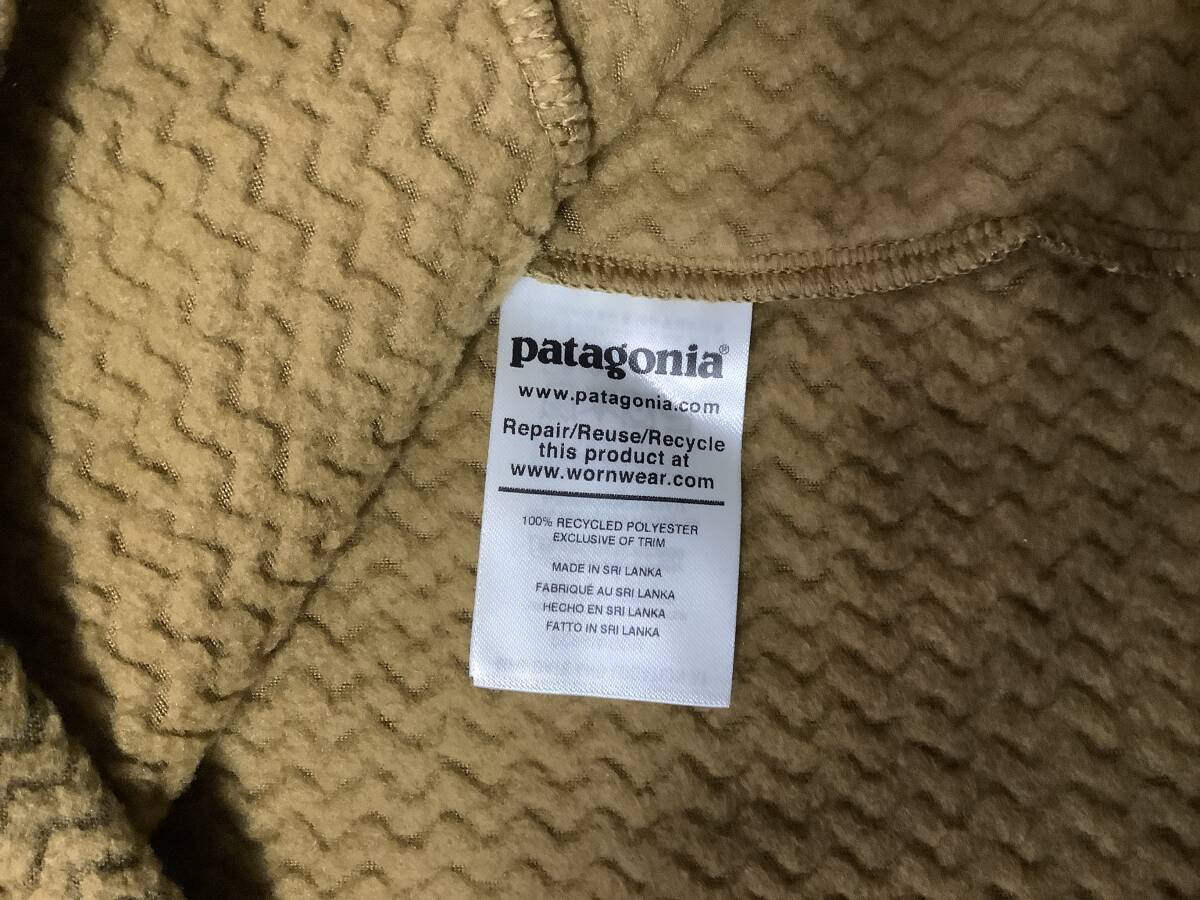 patagonia®
www.patagonia.com
Repair/Reuse/Recycle
this product at
www.wornwear.com
100% RECYCLED POLYESTER
EXCLUSIVE OF TRIM
MADE IN SRI LANKA
FABRIQUÉ AU SRI LANKA
HECHO EN SRI LANKA
FATTO IN SRI LANKA